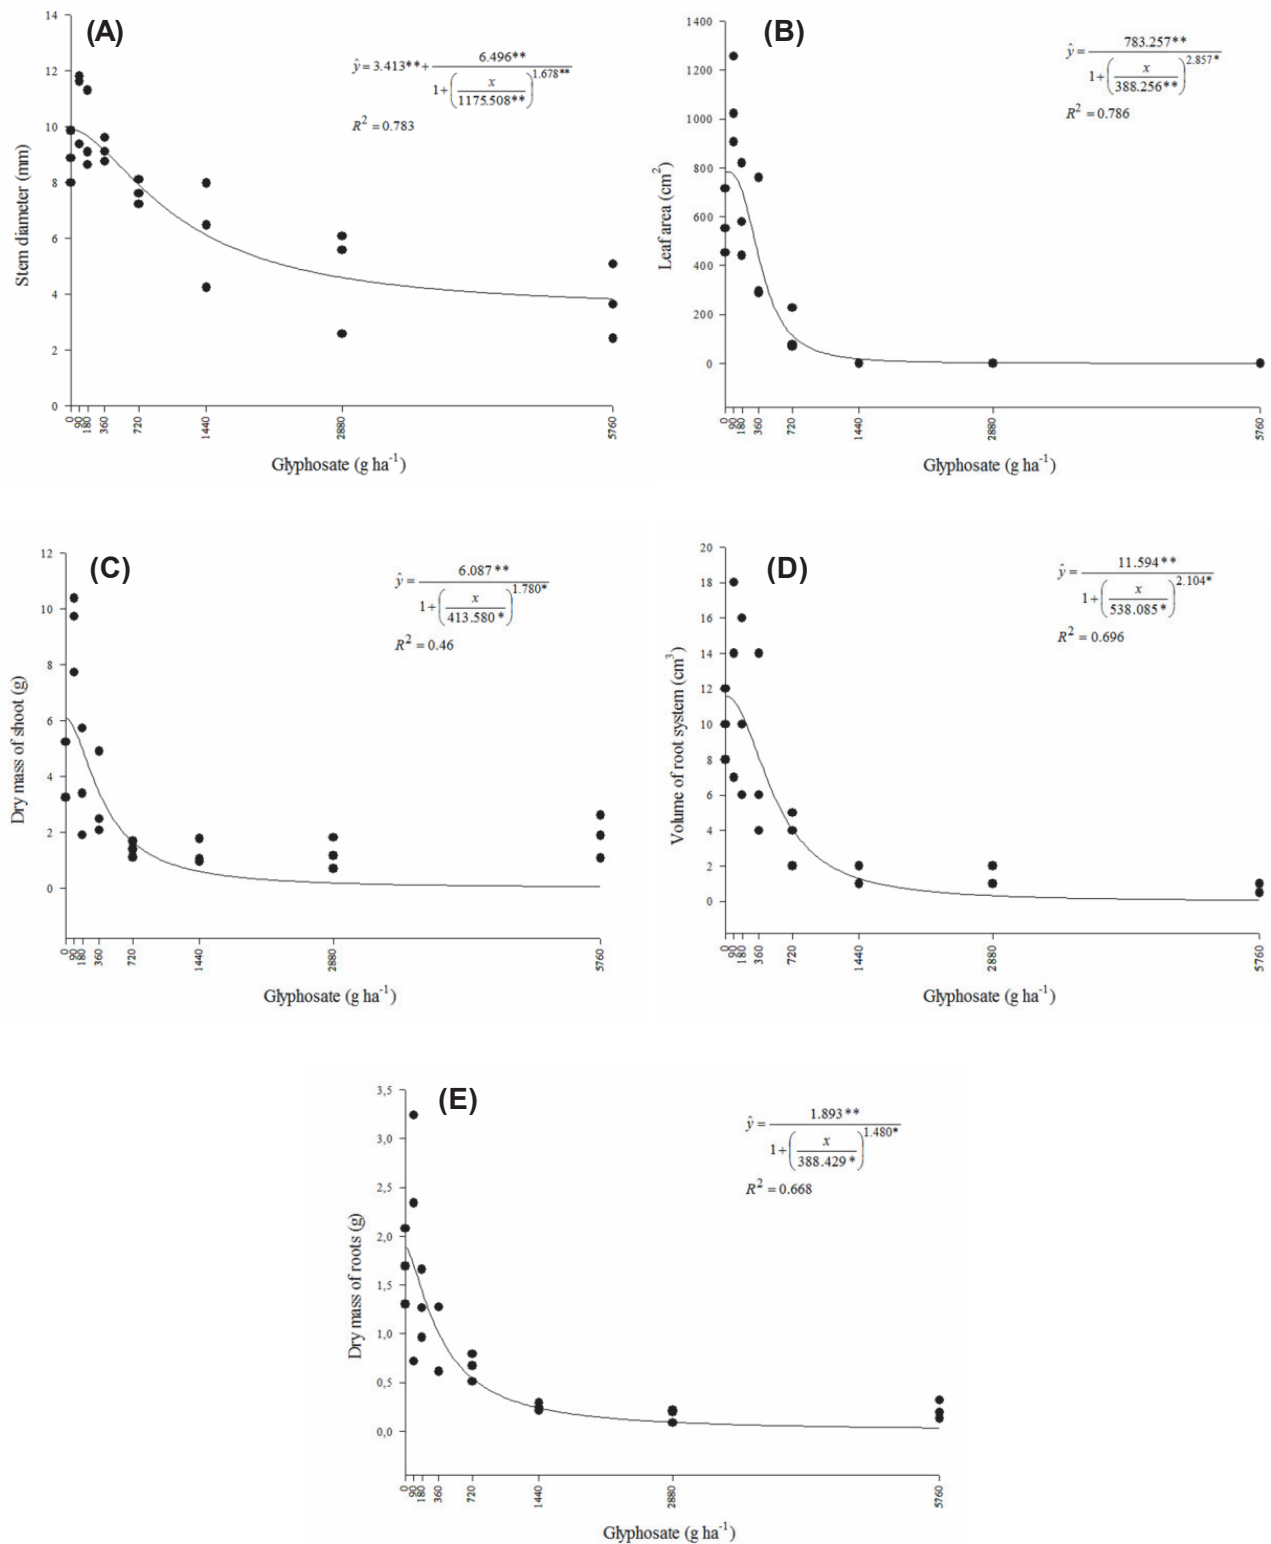 (A)
14
12
10
8
6
4
2
0
Stem diameter (mm)
ŷ = 3.413** + 6.496** / 1 + (x / 1175.508**)^1.678**
R² = 0.783
0 90 180 360 720 1440 2880 5760
Glyphosate (g ha⁻¹)
(B)
1400
1200
1000
800
600
400
200
0
Leaf area (cm²)
ŷ = 783.257** / 1 + (x / 388.256**)^2.857*
R² = 0.786
0 90 180 360 720 1440 2880 5760
Glyphosate (g ha⁻¹)
(C)
12
10
8
6
4
2
0
Dry mass of shoot (g)
ŷ = 6.087** / 1 + (x / 413.580*)^1.780*
R² = 0.46
0 90 180 360 720 1440 2880 5760
Glyphosate (g ha⁻¹)
(D)
20
18
16
14
12
10
8
6
4
2
0
Volume of root system (cm³)
ŷ = 11.594** / 1 + (x / 538.085*)^2.104*
R² = 0.696
0 90 180 360 720 1440 2880 5760
Glyphosate (g ha⁻¹)
(E)
3,5
3,0
2,5
2,0
1,5
1,0
0,5
0,0
Dry mass of roots (g)
ŷ = 1.893** / 1 + (x / 388.429*)^1.480*
R² = 0.668
0 90 180 360 720 1440 2880 5760
Glyphosate (g ha⁻¹)